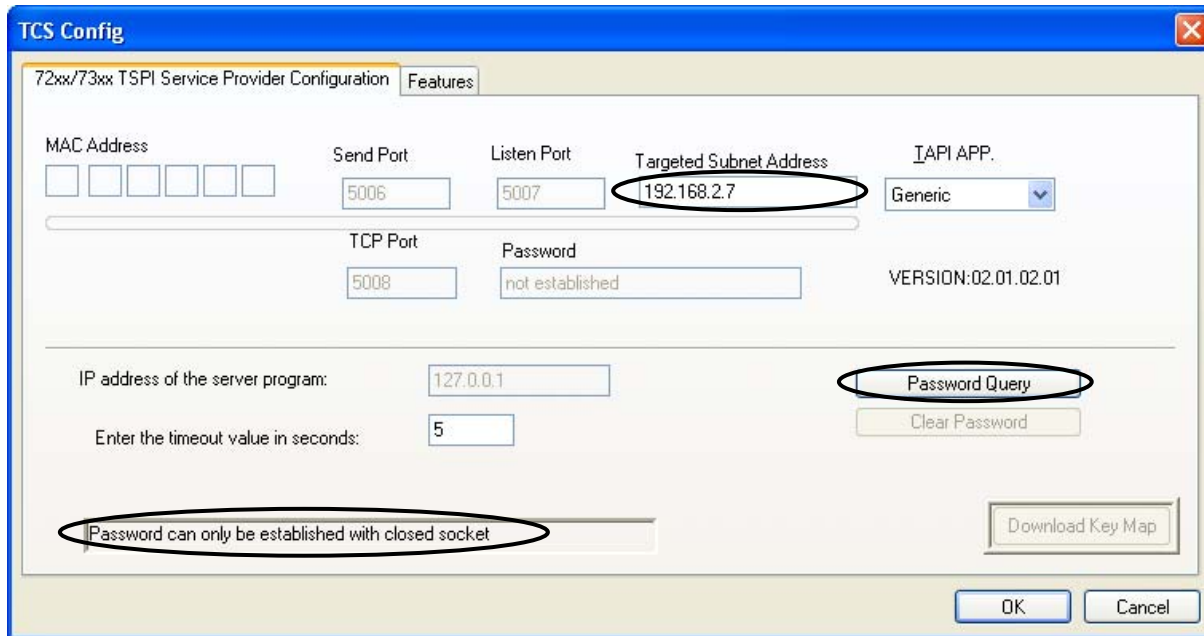 TCS Config
72xx/73xx TSPI Service Provider Configuration
Features
MAC Address
Send Port
Listen Port
Targeted Subnet Address
TAPI APP.
5006
5007
192.168.2.7
Generic
TCP Port
Password
5008
not established
VERSION:02.01.02.01
IP address of the server program:
127.0.0.1
Password Query
Enter the timeout value in seconds:
5
Clear Password
Password can only be established with closed socket
Download Key Map
OK
Cancel